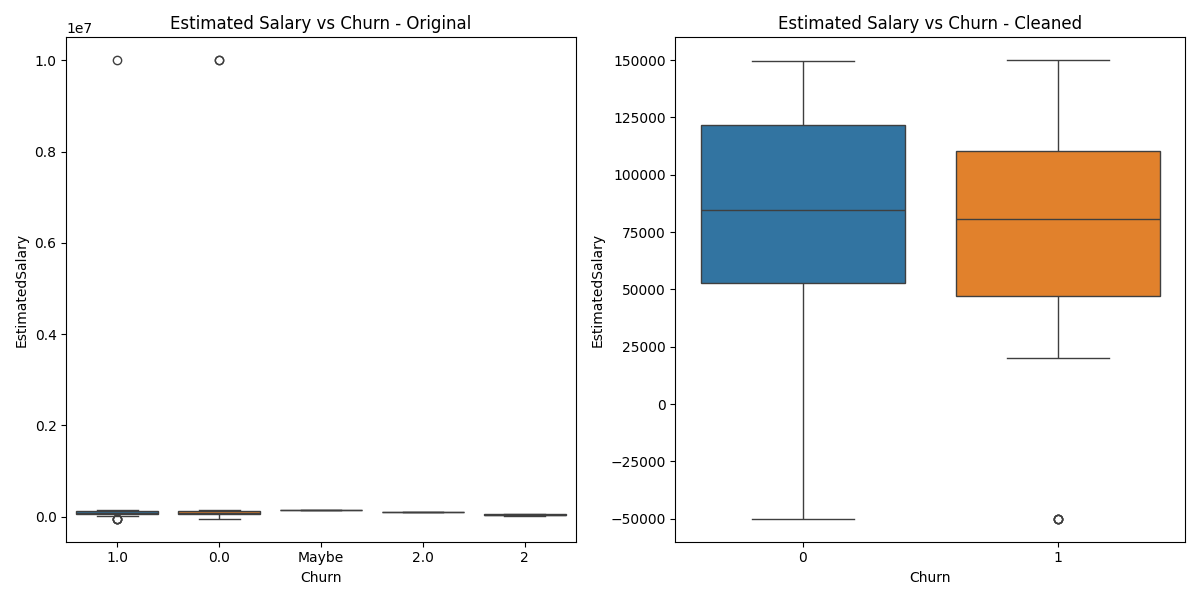 Estimated Salary vs Churn - Original
1e7
1.0
0.8
0.6
0.4
0.2
0.0
EstimatedSalary
1.0 0.0 Maybe 2.0 2
Churn
Estimated Salary vs Churn - Cleaned
150000
125000
100000
75000
50000
25000
0
−25000
−50000
EstimatedSalary
0 1
Churn